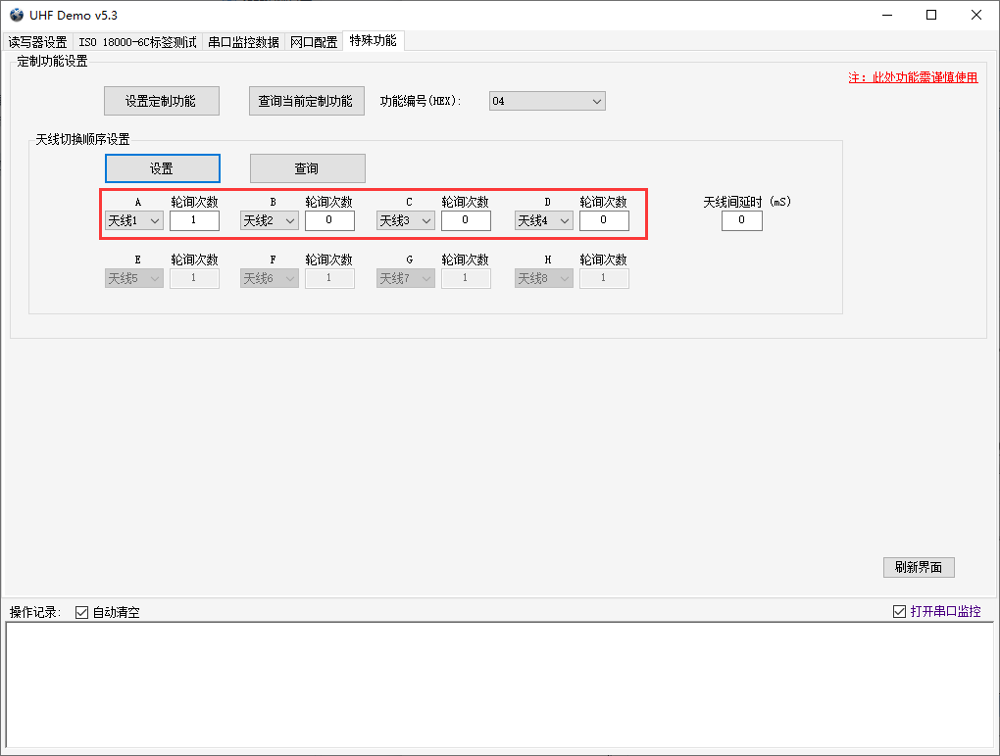 UHF Demo v5.3
读写器设置 ISO 18000-6C标签测试 串口监控数据 网口配置 特殊功能
定制功能设置
注：此处功能需谨慎使用
设置定制功能 查询当前定制功能 功能编号(HEX): 04
天线切换顺序设置
设置 查询
A 轮询次数 B 轮询次数 C 轮询次数 D 轮询次数 天线间延时 (mS)
天线1 1 天线2 0 天线3 0 天线4 0 0
E 轮询次数 F 轮询次数 G 轮询次数 H 轮询次数
天线5 1 天线6 1 天线7 1 天线8 1
刷新界面
操作记录: 自动清空 打开串口监控